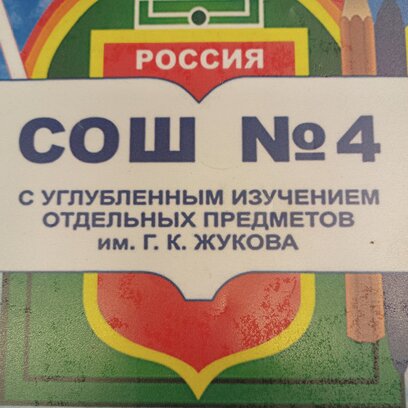 РОССИЯ
СОШ №4
С УГЛУБЛЕННЫМ ИЗУЧЕНИЕМ
ОТДЕЛЬНЫХ ПРЕДМЕТОВ
им. Г. К. ЖУКОВА